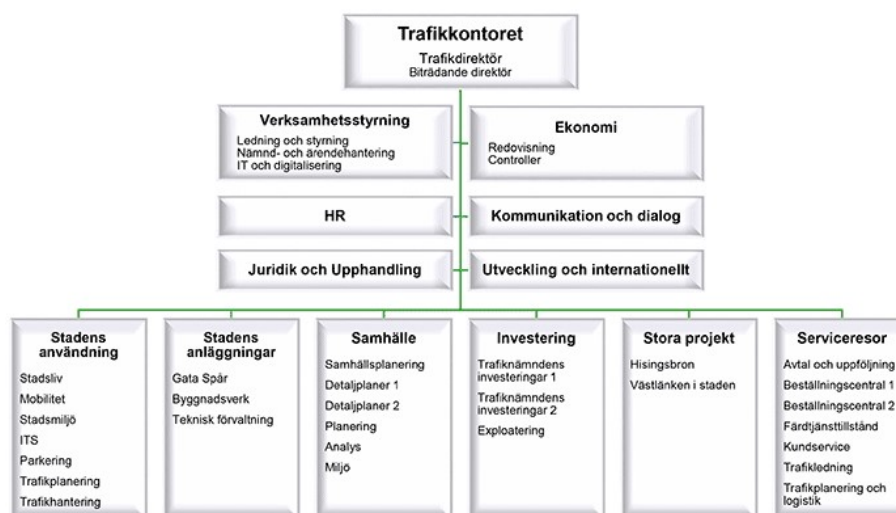 Trafikkontoret
Trafikdirektör
Biträdande direktör
Verksamhetsstyrning
Ledning och styrning
Nämnd- och ärendehantering
IT och digitalisering
Ekonomi
Redovisning
Controller
HR
Kommunikation och dialog
Juridik och Upphandling
Utveckling och internationellt
Stadens
användning
Stadsliv
Mobilitet
Stadsmiljö
ITS
Parkering
Trafikplanering
Trafikhantering
Stadens
anläggningar
Gata Spår
Byggnadsverk
Teknisk förvaltning
Samhälle
Samhällsplanering
Detaljplaner 1
Detaljplaner 2
Planering
Analys
Miljö
Investering
Trafiknämndens
investeringar 1
Trafiknämndens
investeringar 2
Exploatering
Stora projekt
Hisingsbron
Västlänken i staden
Serviceresor
Avtal och uppföljning
Beställningscentral 1
Beställningscentral 2
Färdtjänsttillstånd
Kundservice
Trafikledning
Trafikplanering och
logistik